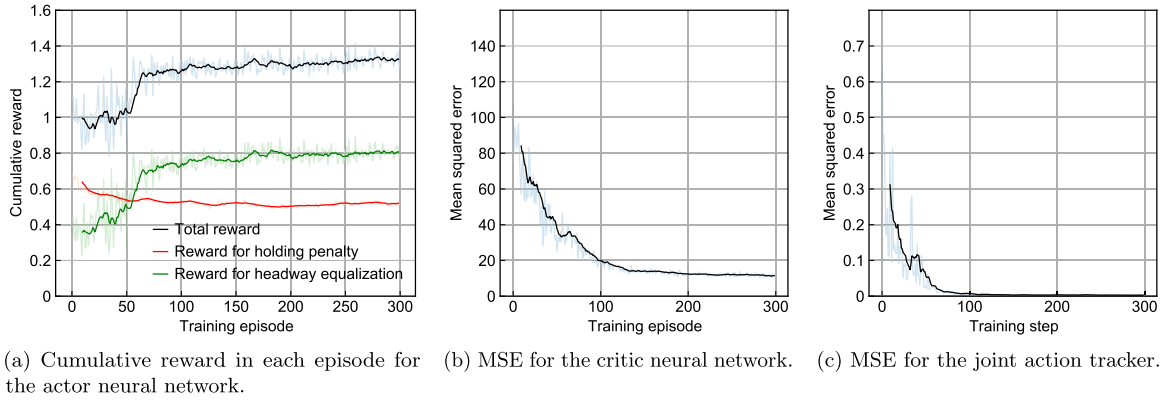 1.6
1.4
1.2
1
0.8
0.6
0.4
0.2
0
Cumulative reward
0 50 100 150 200 250 300
Training episode
Total reward
Reward for holding penalty
Reward for headway equalization
140
120
100
80
60
40
20
0
Mean squared error
0 100 200 300
Training episode
0.7
0.6
0.5
0.4
0.3
0.2
0.1
0
Mean squared error
0 100 200 300
Training step
(a) Cumulative reward in each episode for
the actor neural network.
(b) MSE for the critic neural network.
(c) MSE for the joint action tracker.